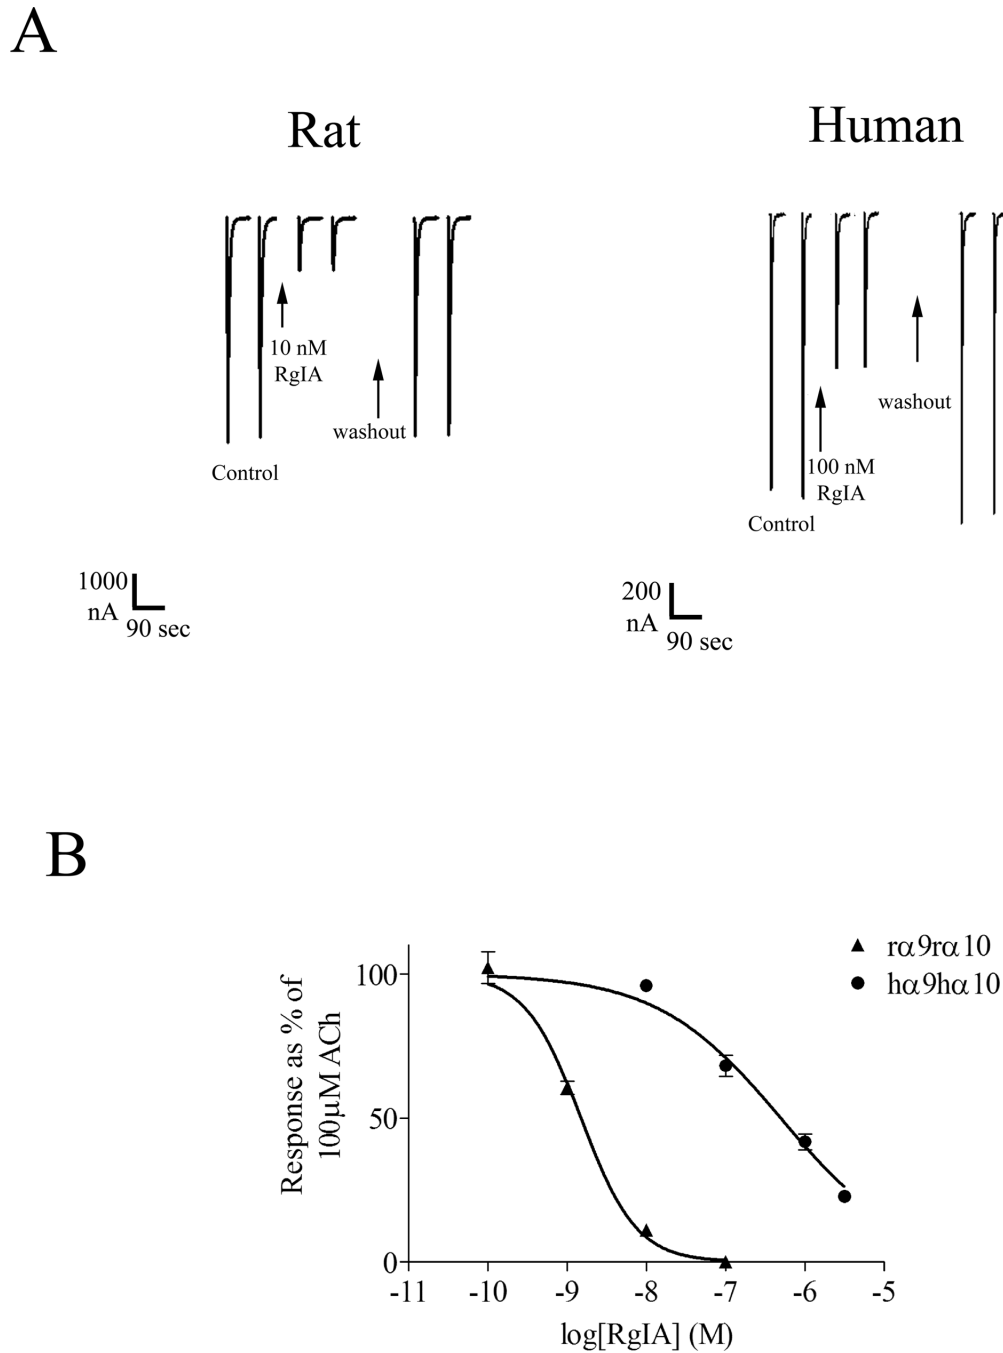 A
Rat
Human
10 nM
RgIA
washout
Control
washout
100 nM
RgIA
Control
1000
nA
90 sec
200
nA
90 sec
B
rα9rα10
hα9hα10
Response as % of
100μM ACh
100
50
0
-11 -10 -9 -8 -7 -6 -5
log[RgIA] (M)